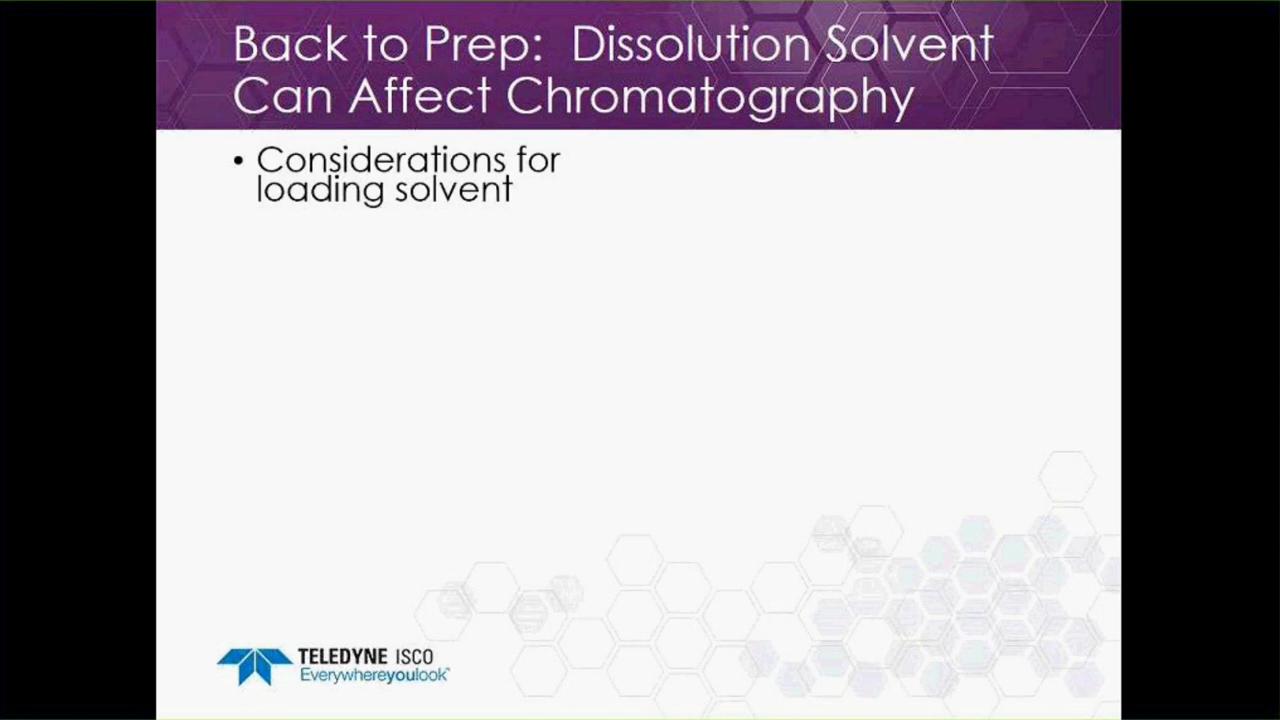 Back to Prep: Dissolution Solvent
Can Affect Chromatography
• Considerations for
loading solvent
TELEDYNE ISCO
Everywhereyoulook